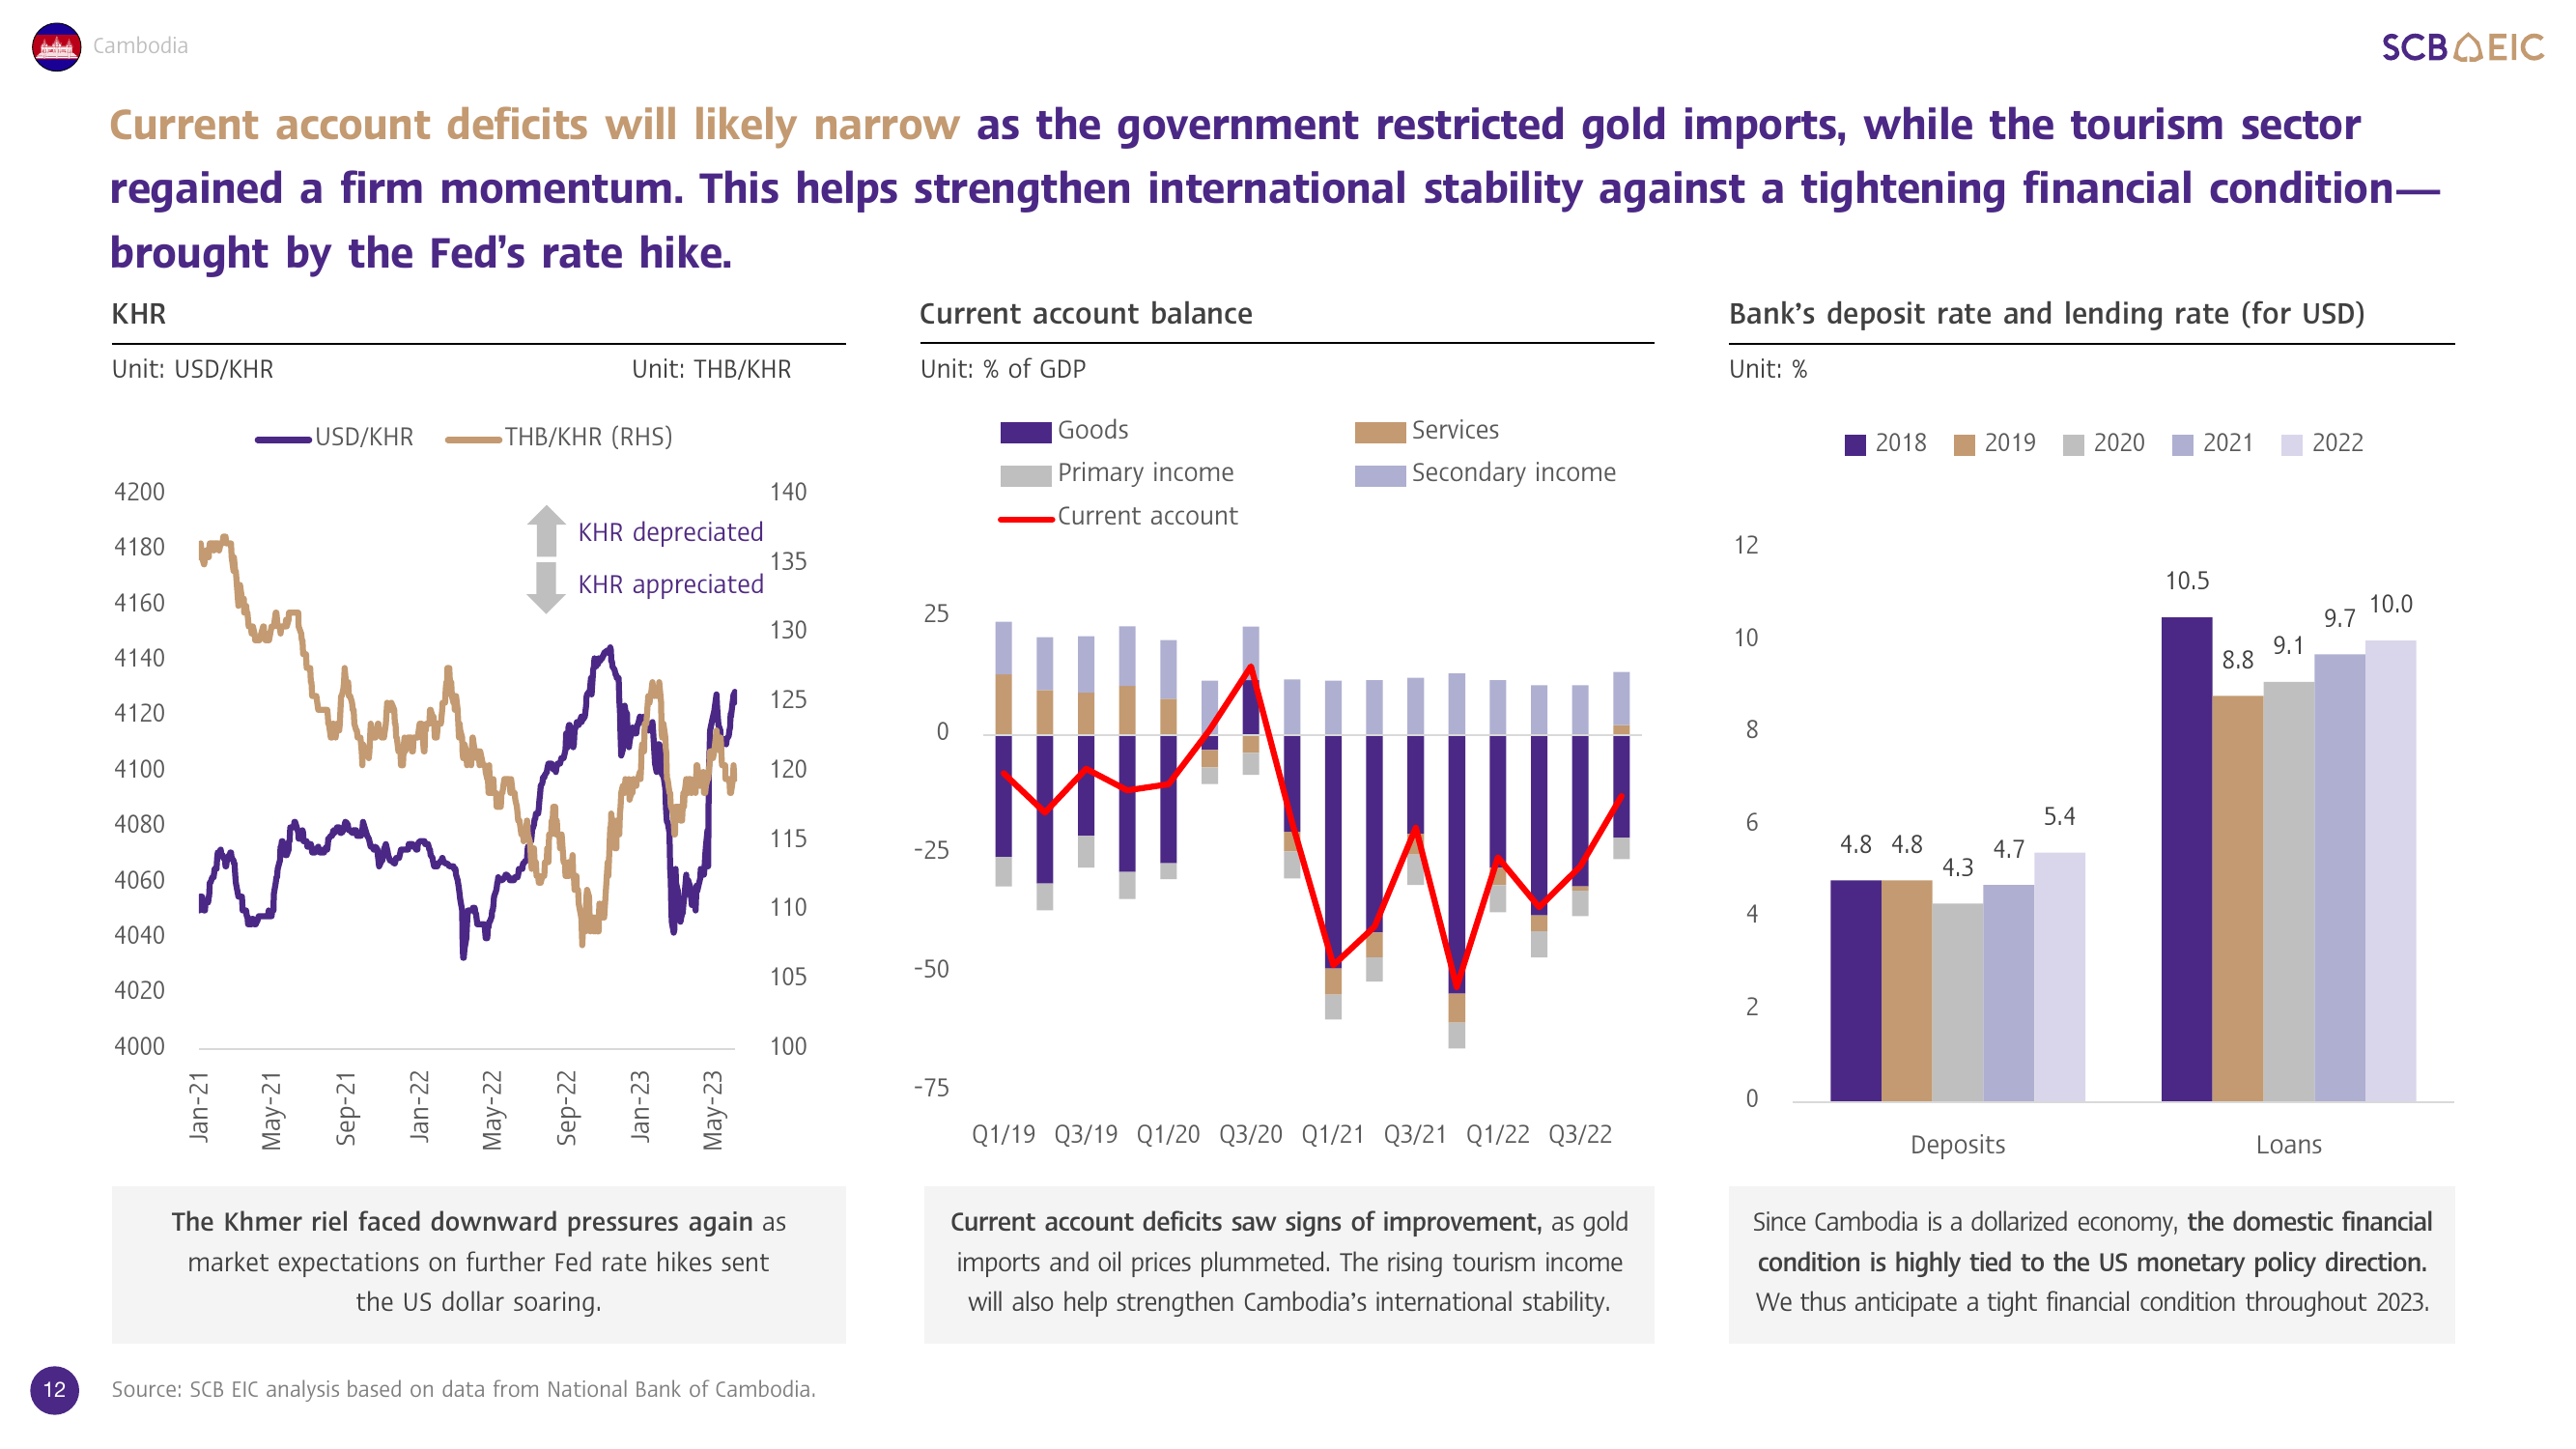 Cambodia
SCB EIC
Current account deficits will likely narrow as the government restricted gold imports, while the tourism sector
regained a firm momentum. This helps strengthen international stability against a tightening financial condition—
brought by the Fed’s rate hike.
KHR
Unit: USD/KHR Unit: THB/KHR
USD/KHR THB/KHR (RHS)
4200 140
KHR depreciated
4180
135
KHR appreciated
4160
130
4140
125
4120
4100 120
4080 115
4060
110
4040
105
4020
4000 100
Jan-21 May-21 Sep-21 Jan-22 May-22 Sep-22 Jan-23 May-23
The Khmer riel faced downward pressures again as
market expectations on further Fed rate hikes sent
the US dollar soaring.
Current account balance
Unit: % of GDP
Goods Services
Primary income Secondary income
Current account
25
0
-25
-50
-75
Q1/19 Q3/19 Q1/20 Q3/20 Q1/21 Q3/21 Q1/22 Q3/22
Current account deficits saw signs of improvement, as gold
imports and oil prices plummeted. The rising tourism income
will also help strengthen Cambodia’s international stability.
Bank’s deposit rate and lending rate (for USD)
Unit: %
2018 2019 2020 2021 2022
12
10
8
6
4
2
0
4.8 4.8 4.3 4.7 5.4
10.5 8.8 9.1 9.7 10.0
Deposits Loans
Since Cambodia is a dollarized economy, the domestic financial
condition is highly tied to the US monetary policy direction.
We thus anticipate a tight financial condition throughout 2023.
12
Source: SCB EIC analysis based on data from National Bank of Cambodia.